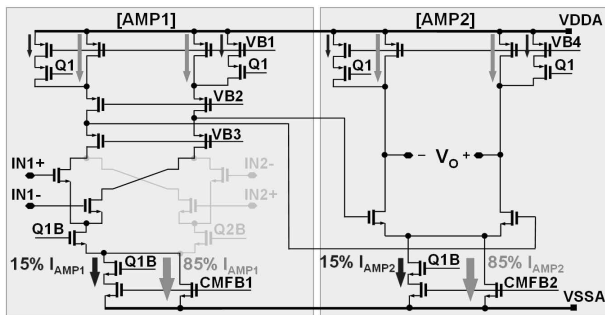 [AMP1]
[AMP2]
VDDA
VB1
VB4
Q1
Q1
Q1
Q1
VB2
VB3
− VO +
IN1+
IN2-
IN1-
IN2+
Q1B
Q2B
15% IAMP1
Q1B
85% IAMP1
15% IAMP2
Q1B
85% IAMP2
CMFB1
CMFB2
VSSA